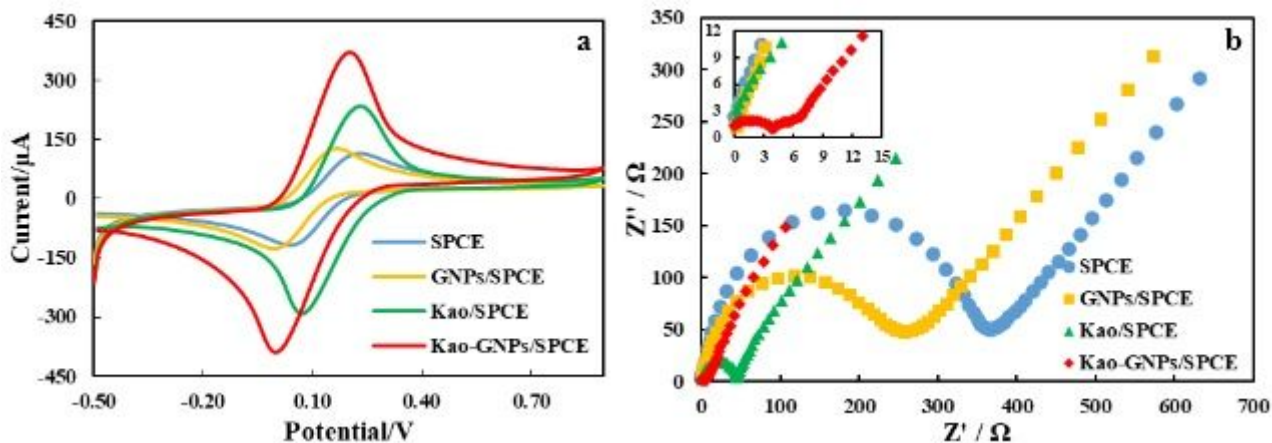 a
450
300
150
0
-150
-300
-450
Current/µA
-0.50
-0.20
0.10
0.40
0.70
Potential/V
SPCE
GNPs/SPCE
Kao/SPCE
Kao-GNPs/SPCE
b
350
300
250
200
150
100
50
0
Z'' / Ω
0
100
200
300
400
500
600
700
Z' / Ω
12
9
6
3
0
0
3
6
9
12
15
SPCE
GNPs/SPCE
Kao/SPCE
Kao-GNPs/SPCE